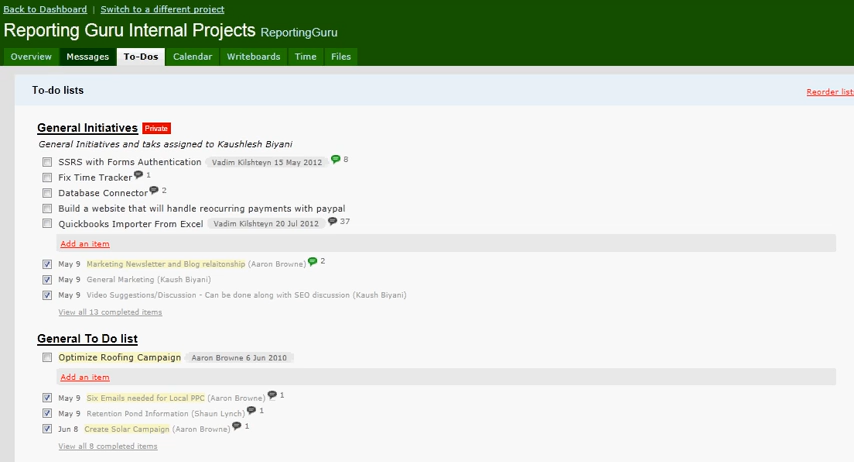 Back to Dashboard | Switch to a different project
Reporting Guru Internal Projects ReportingGuru
Overview Messages To-Dos Calendar Writeboards Time Files
To-do lists Reorder lists
General Initiatives Private
General Initiatives and taks assigned to Kaushlesh Biyani
SSRS with Forms Authentication Vadim Kilshteyn 15 May 2012 8
Fix Time Tracker 1
Database Connector 2
Build a website that will handle reocurring payments with paypal
Quickbooks Importer From Excel Vadim Kilshteyn 20 Jul 2012 37
Add an item
May 9 Marketing Newsletter and Blog relaitonship (Aaron Browne) 2
May 9 General Marketing (Kaush Biyani)
May 9 Video Suggestions/Discussion - Can be done along with SEO discussion (Kaush Biyani)
View all 13 completed items
General To Do list
Optimize Roofing Campaign Aaron Browne 6 Jun 2010
Add an item
May 9 Six Emails needed for Local PPC (Aaron Browne) 1
May 9 Retention Pond Information (Shaun Lynch) 1
Jun 8 Create Solar Campaign (Aaron Browne) 1
View all 8 completed items